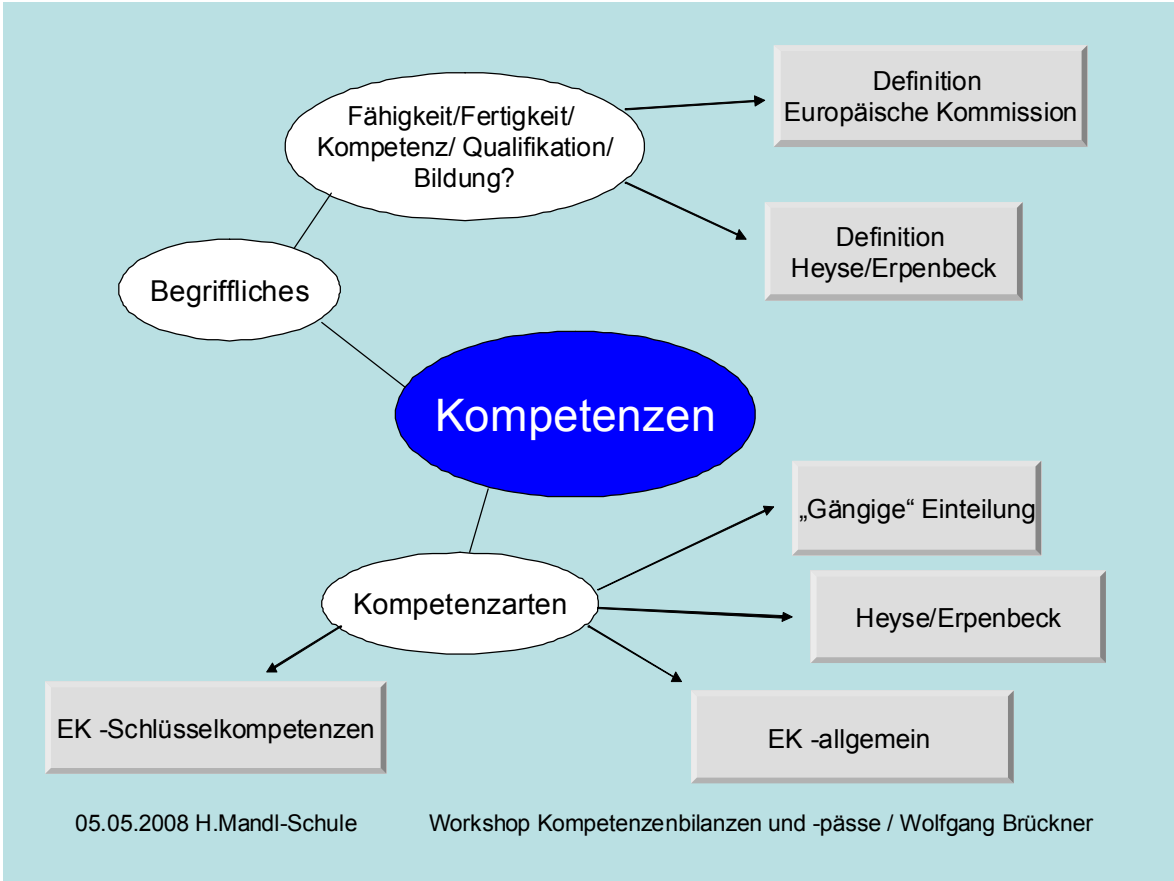 Fähigkeit/Fertigkeit/
Kompetenz/ Qualifikation/
Bildung?
Definition
Europäische Kommission
Definition
Heyse/Erpenbeck
Begriffliches
Kompetenzen
„Gängige“ Einteilung
Kompetenzarten
Heyse/Erpenbeck
EK -Schlüsselkompetenzen
EK -allgemein
05.05.2008 H.Mandl-Schule
Workshop Kompetenzenbilanzen und -pässe / Wolfgang Brückner